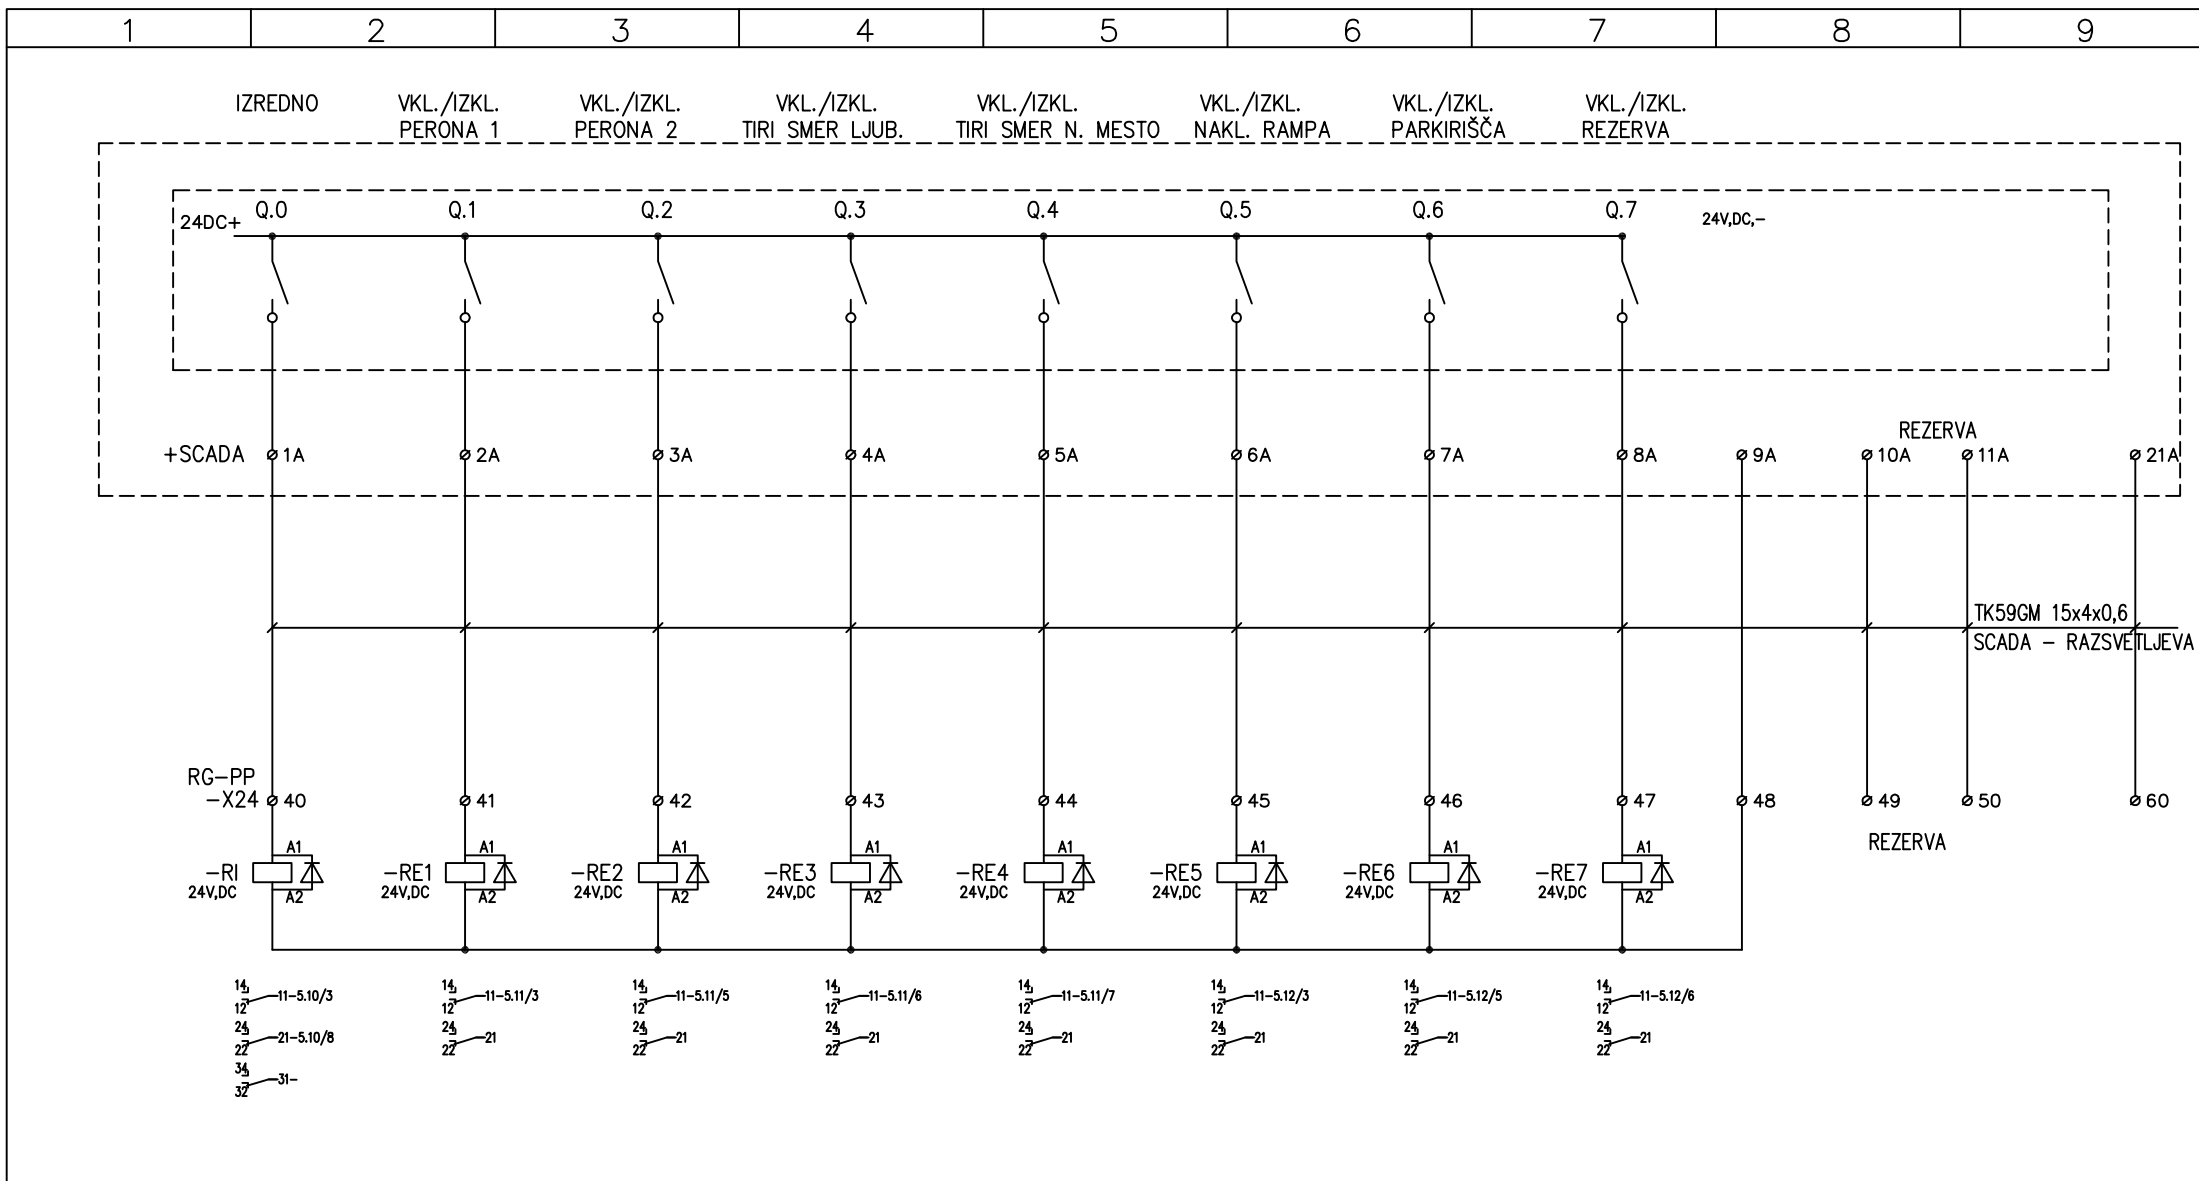 1 2 3 4 5 6 7 8 9
IZREDNO VKL./IZKL. VKL./IZKL. VKL./IZKL. VKL./IZKL. VKL./IZKL. VKL./IZKL. VKL./IZKL.
PERONA 1 PERONA 2 TIRI SMER LJUB. TIRI SMER N. MESTO NAKL. RAMPA PARKIRIŠČA REZERVA
24DC+ Q.0 Q.1 Q.2 Q.3 Q.4 Q.5 Q.6 Q.7 24V,DC,-
REZERVA
+SCADA 1A 2A 3A 4A 5A 6A 7A 8A 9A 10A 11A 21A
TK59GM 15x4x0,6
SCADA - RAZSVETLJEVA
RG-PP
-X24 40 41 42 43 44 45 46 47 48 49 50 60
REZERVA
A1 A1 A1 A1 A1 A1 A1 A1
-RI -RE1 -RE2 -RE3 -RE4 -RE5 -RE6 -RE7
24V,DC A2 24V,DC A2 24V,DC A2 24V,DC A2 24V,DC A2 24V,DC A2 24V,DC A2 24V,DC A2
14 14 14 14 14 14 14 14
11-5.10/3 11-5.11/3 11-5.11/5 11-5.11/6 11-5.11/7 11-5.12/3 11-5.12/5 11-5.12/6
12 12 12 12 12 12 12 12
24 24 24 24 24 24 24 24
21-5.10/8 21 21 21 21 21 21 21
22 22 22 22 22 22 22 22
34
31-
32